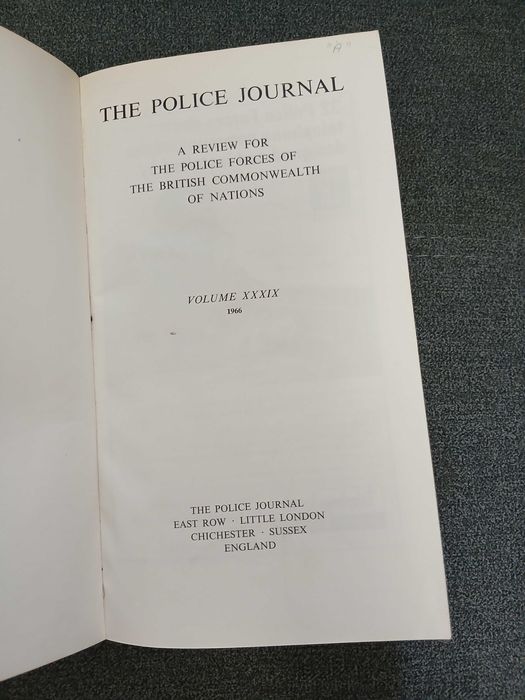 "A"
THE POLICE JOURNAL
A REVIEW FOR
THE POLICE FORCES OF
THE BRITISH COMMONWEALTH
OF NATIONS
VOLUME XXXIX
1966
THE POLICE JOURNAL
EAST ROW · LITTLE LONDON
CHICHESTER · SUSSEX
ENGLAND